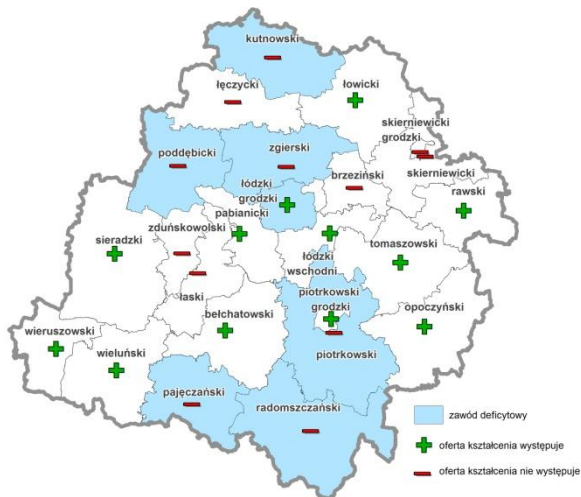 kutnowski
łęczycki
łowicki
skierniewicki
grodzki
poddębicki
zgierski
brzeziński
skierniewicki
rawski
łódzki
grodzki
pabianicki
zduńskowolski
sieradzki
łódzki
wschodni
tomaszowski
łaski
piotrkowski
grodzki
bełchatowski
opoczyński
wieruszowski
wieluński
piotrkowski
pajęczański
radomszczański
zawód deficytowy
oferta kształcenia występuje
oferta kształcenia nie występuje